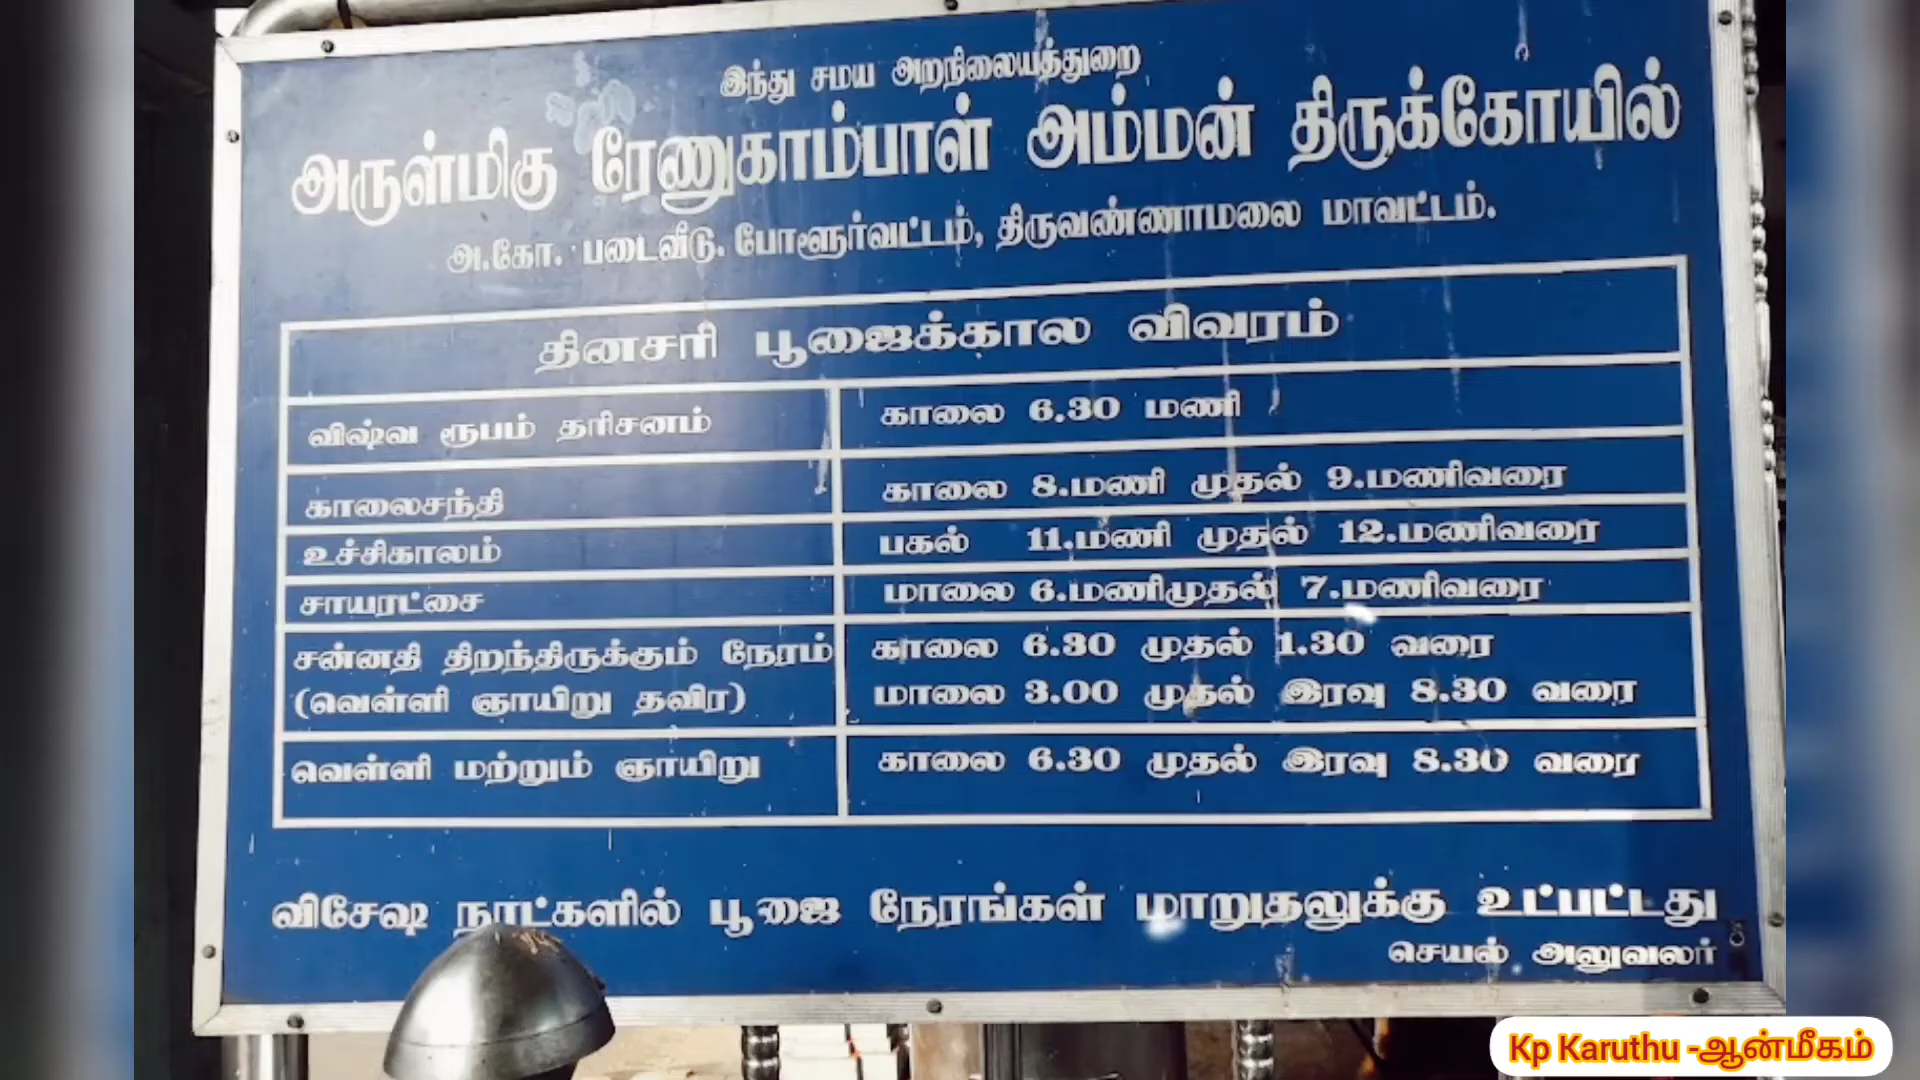 இந்து சமய அறநிலையத்துறை
அருள்மிகு ரேணுகாம்பாள் அம்மன் திருக்கோயில்
அ.கோ. படைவீடு. போளூர்வட்டம், திருவண்ணாமலை மாவட்டம்.
தினசரி பூஜைக்கால விவரம்
விஷ்வ ரூபம் தரிசனம் காலை 6.30 மணி
காலைசந்தி காலை 8.மணி முதல் 9.மணிவரை
உச்சிகாலம் பகல் 11.மணி முதல் 12.மணிவரை
சாயரட்சை மாலை 6.மணிமுதல் 7.மணிவரை
சன்னதி திறந்திருக்கும் நேரம் காலை 6.30 முதல் 1.30 வரை
(வெள்ளி ஞாயிறு தவிர) மாலை 3.00 முதல் இரவு 8.30 வரை
வெள்ளி மற்றும் ஞாயிறு காலை 6.30 முதல் இரவு 8.30 வரை
விசேஷ நாட்களில் பூஜை நேரங்கள் மாறுதலுக்கு உட்பட்டது
செயல் அலுவலர்
Kp Karuthu -ஆன்மீகம்